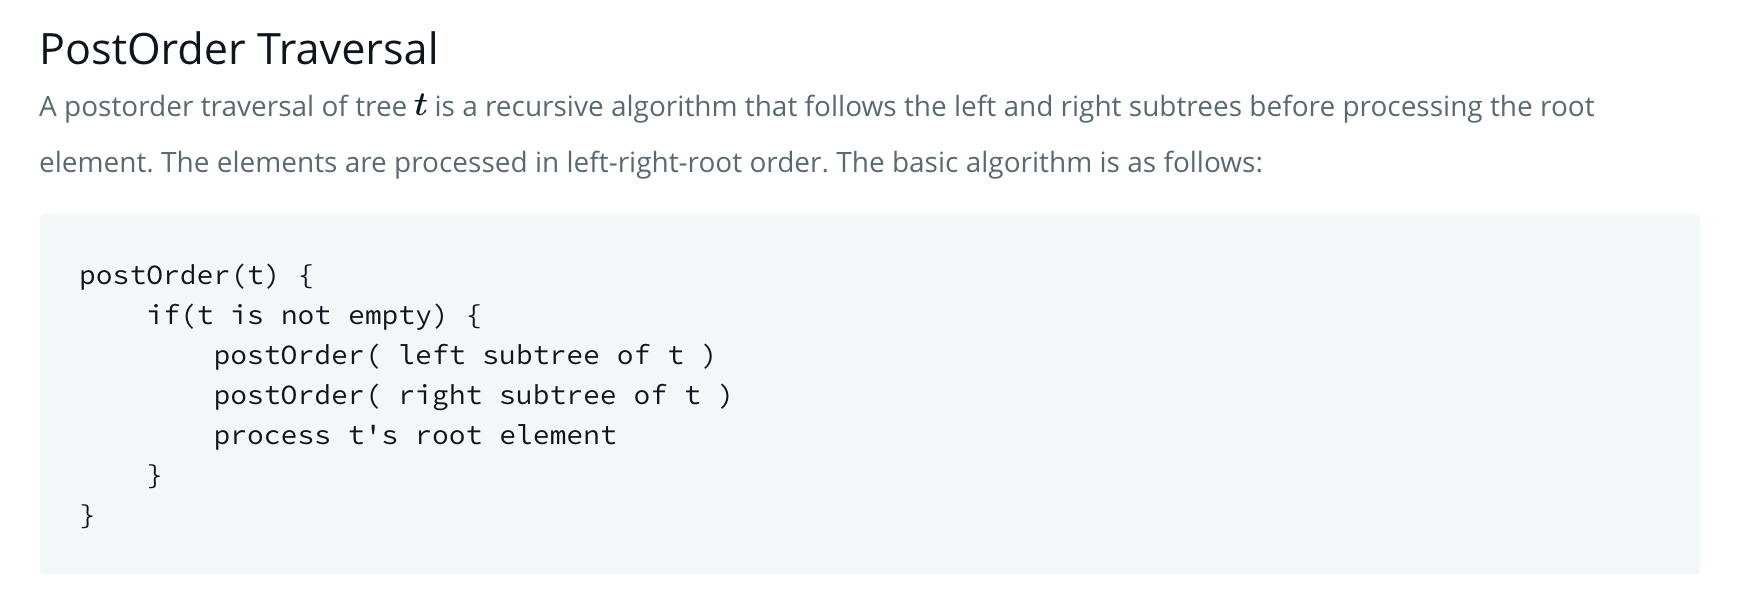 PostOrder Traversal
A postorder traversal of tree t is a recursive algorithm that follows the left and right subtrees before processing the root
element. The elements are processed in left-right-root order. The basic algorithm is as follows:
postOrder(t) {
    if(t is not empty) {
        postOrder( left subtree of t )
        postOrder( right subtree of t )
        process t's root element
    }
}